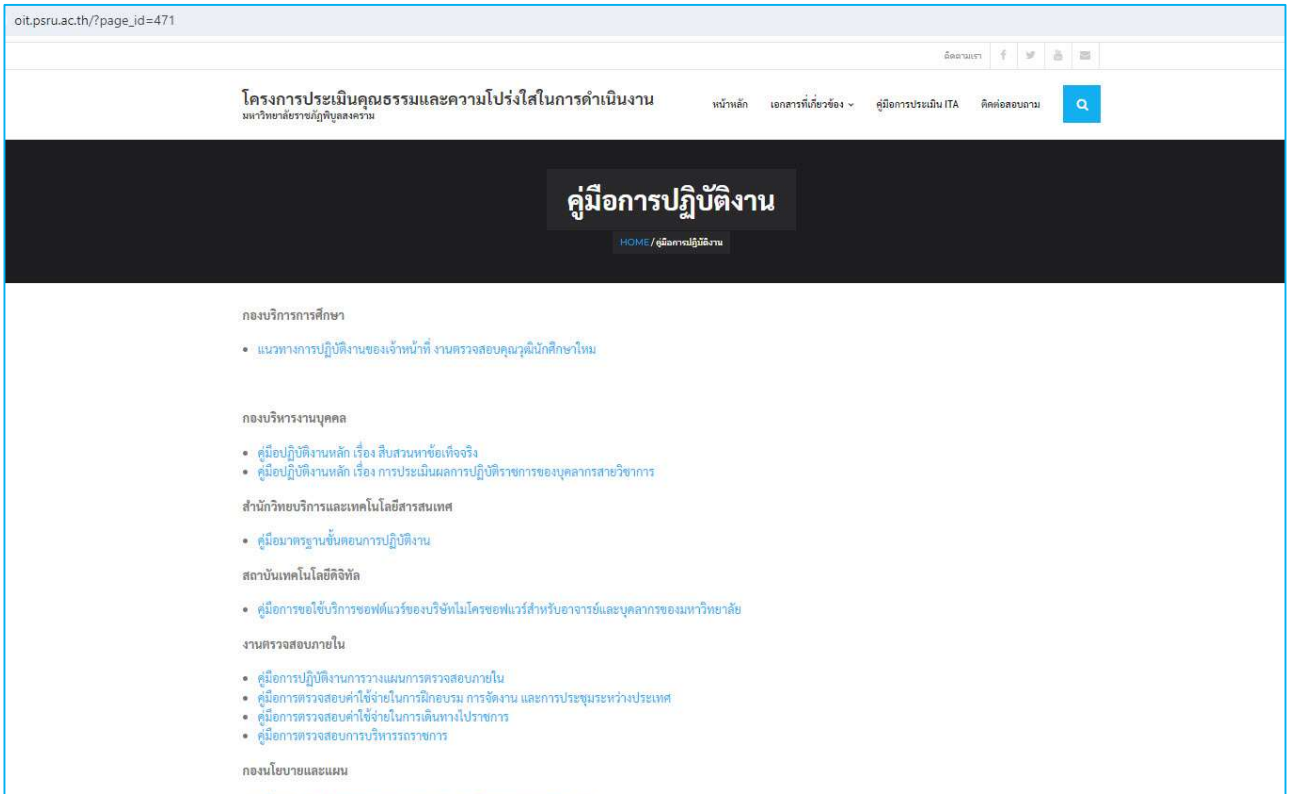 oit.psru.ac.th/?page_id=471
ติดตามเรา
โครงการประเมินคุณธรรมและความโปร่งใสในการดำเนินงาน
มหาวิทยาลัยราชภัฏพิบูลสงคราม
หน้าหลัก เอกสารที่เกี่ยวข้อง คู่มือการประเมิน ITA ติดต่อสอบถาม
คู่มือการปฏิบัติงาน
HOME / คู่มือการปฏิบัติงาน
กองบริการการศึกษา
• แนวทางการปฏิบัติงานของเจ้าหน้าที่ งานตรวจสอบคุณวุฒินักศึกษาใหม่
กองบริหารงานบุคคล
• คู่มือปฏิบัติงานหลัก เรื่อง สืบสวนหาข้อเท็จจริง
• คู่มือปฏิบัติงานหลัก เรื่อง การประเมินผลการปฏิบัติราชการของบุคลากรสายวิชาการ
สำนักวิทยบริการและเทคโนโลยีสารสนเทศ
• คู่มือมาตรฐานขั้นตอนการปฏิบัติงาน
สถาบันเทคโนโลยีดิจิทัล
• คู่มือการขอใช้บริการซอฟต์แวร์ของบริษัทไมโครซอฟแวร์สำหรับอาจารย์และบุคลากรของมหาวิทยาลัย
งานตรวจสอบภายใน
• คู่มือการปฏิบัติงานการวางแผนการตรวจสอบภายใน
• คู่มือการตรวจสอบค่าใช้จ่ายในการฝึกอบรม การจัดงาน และการประชุมระหว่างประเทศ
• คู่มือการตรวจสอบค่าใช้จ่ายในการเดินทางไปราชการ
• คู่มือการตรวจสอบการบริหารรถราชการ
กองนโยบายและแผน